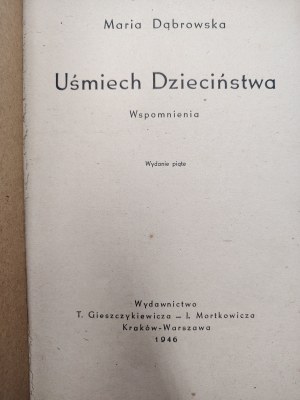 Maria Dąbrowska
Uśmiech Dzieciństwa
Wspomnienia
Wydanie piąte
Wydawnictwo
T. Gieszczykiewicza — J. Mortkowicza
Kraków-Warszawa
1946